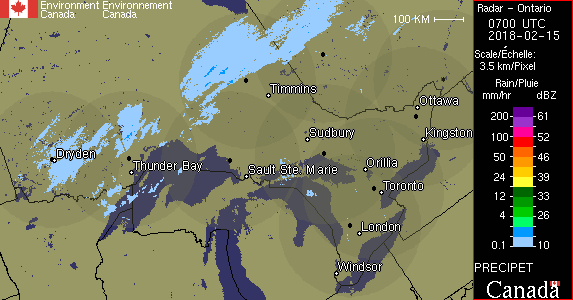 Environment Environnement
Canada Canada
100 KM
Timmins
Ottawa
Sudbury
Kingston
Dryden
Thunder Bay
Sault Ste. Marie
Orillia
Toronto
London
Windsor
Radar - Ontario
0700 UTC
2018-02-15
Scale/Échelle:
3.5 km/Pixel
Rain/Pluie
mm/hr dBZ
200 61
100 52
50 46
24 39
12 33
4 26
0.1 10
PRECIPET
Canada